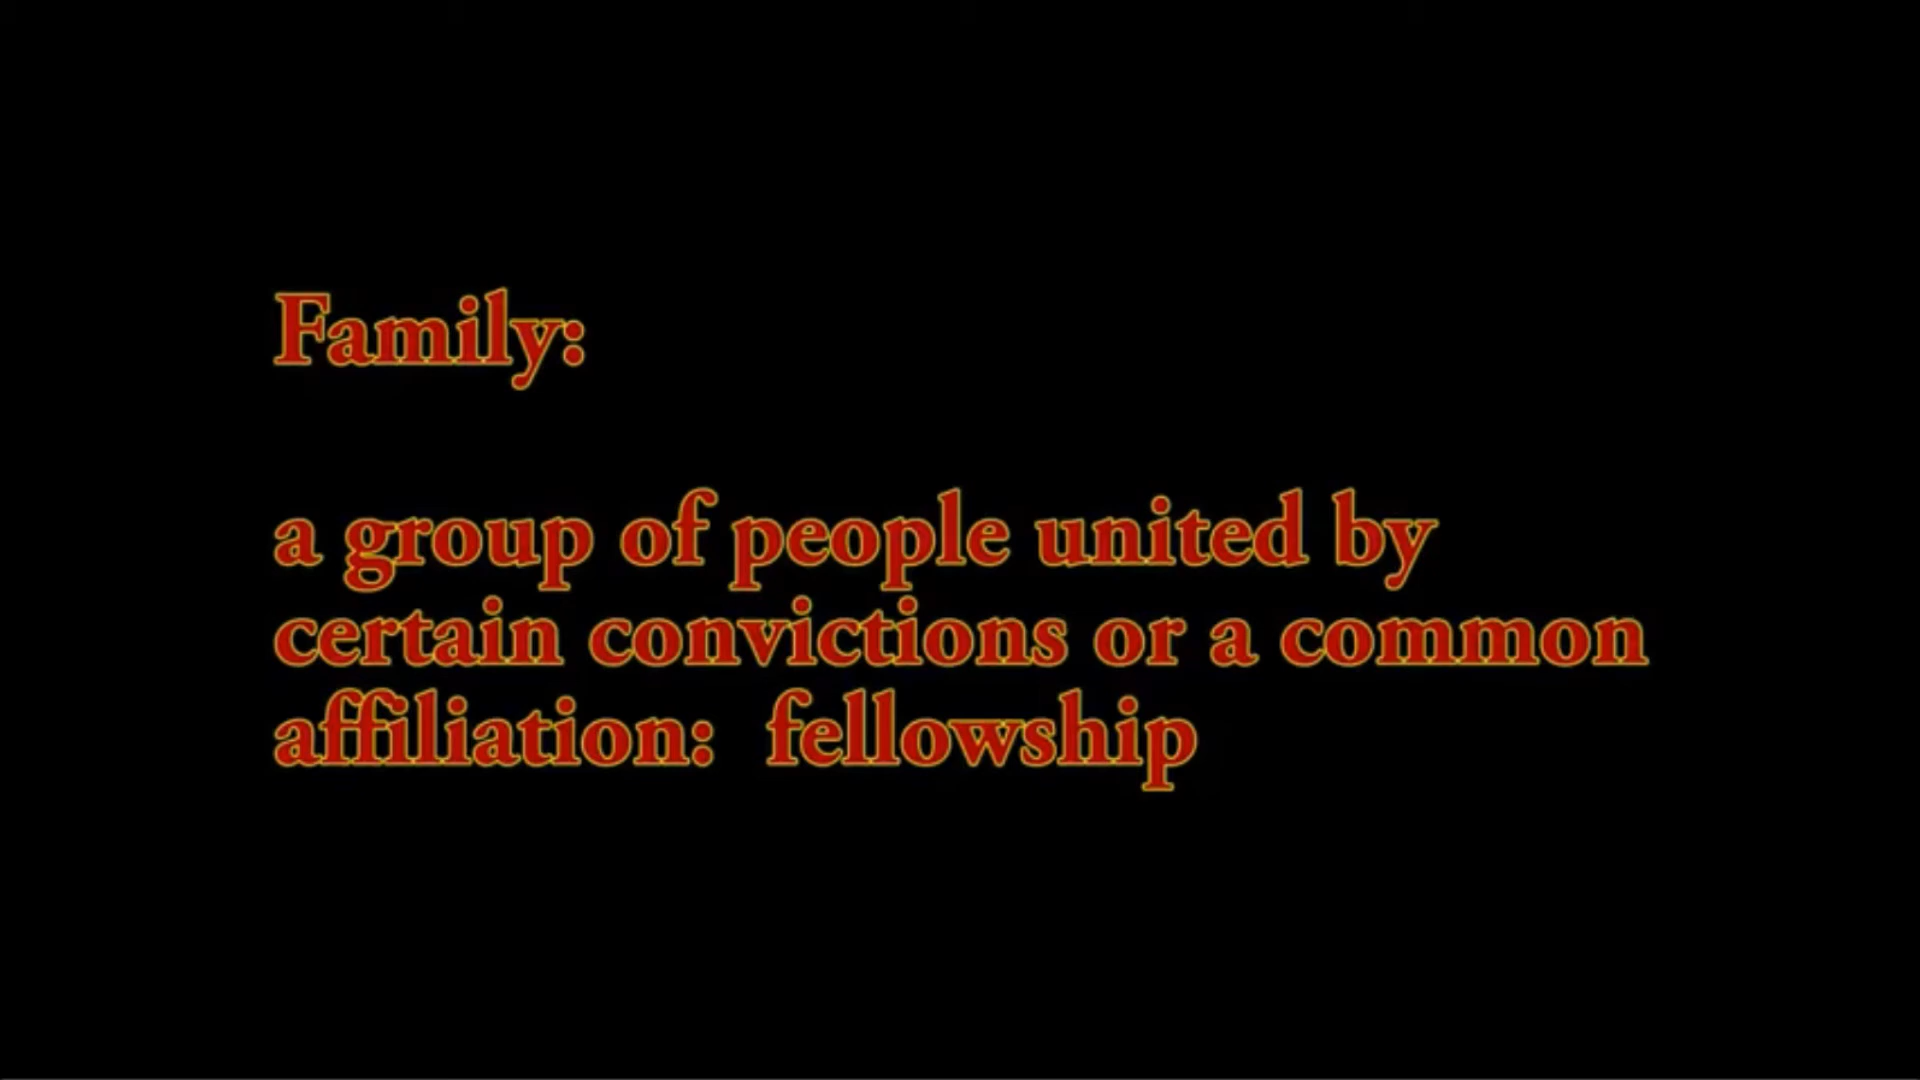 Family:
a group of people united by
certain convictions or a common
affiliation:  fellowship